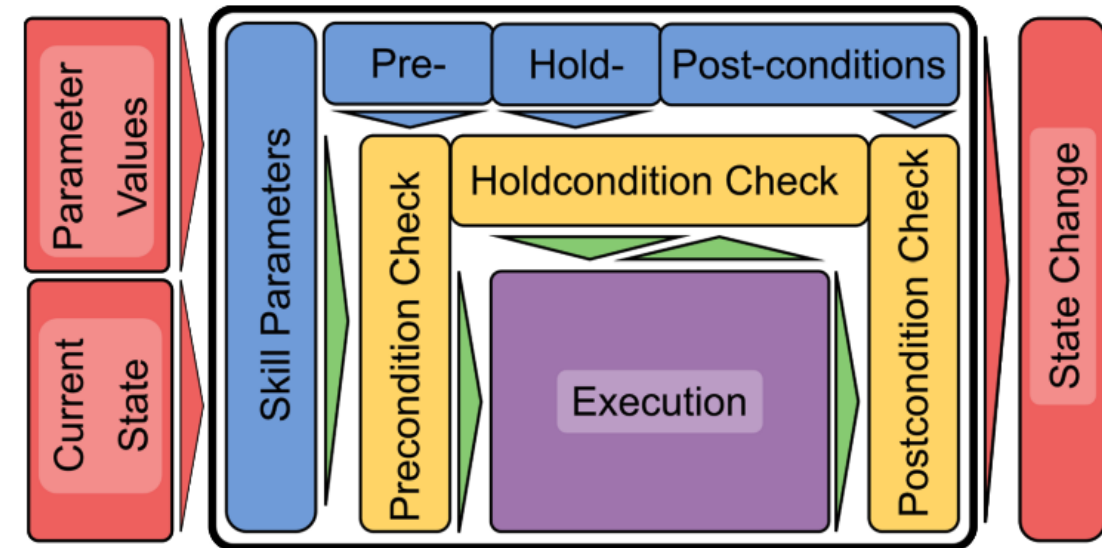 Parameter
Values
Current
State
Skill Parameters
Pre-
Hold-
Post-conditions
Precondition Check
Holdcondition Check
Execution
Postcondition Check
State Change